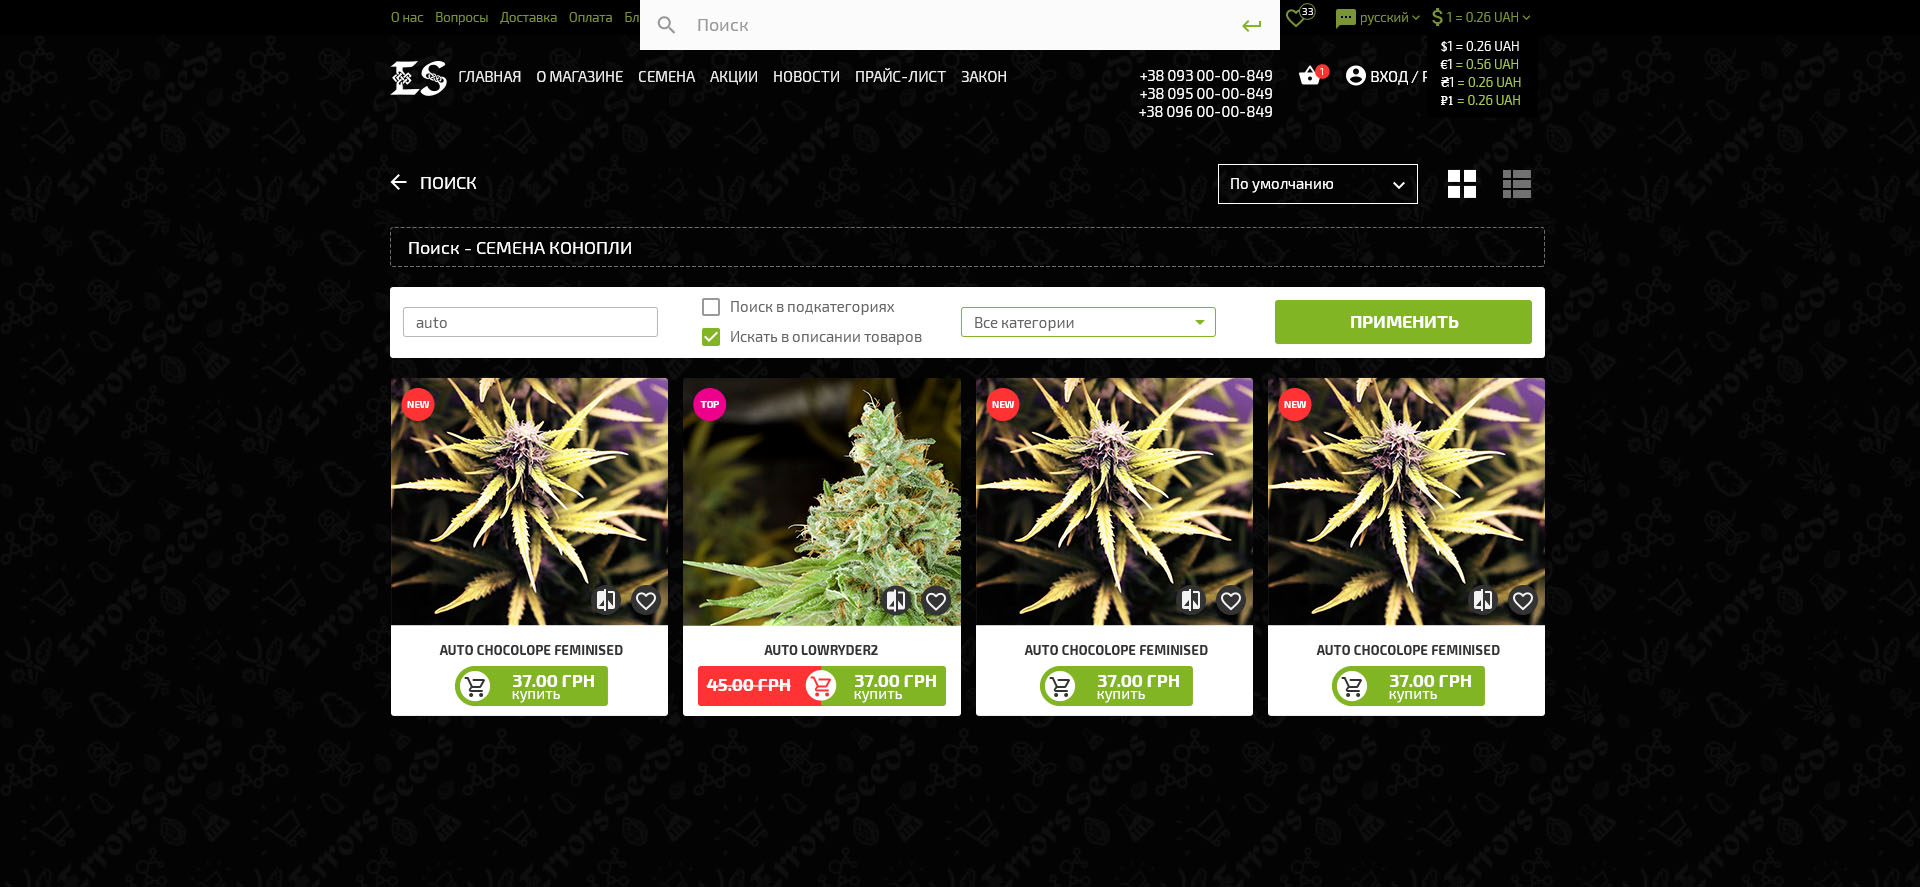 О нас Вопросы Доставка Оплата Бл
Поиск
33
русский
$ 1 = 0.26 UAH
$1 = 0.26 UAH
€1 = 0.56 UAH
₴1 = 0.26 UAH
₽1 = 0.26 UAH
ES
ГЛАВНАЯ О МАГАЗИНЕ СЕМЕНА АКЦИИ НОВОСТИ ПРАЙС-ЛИСТ ЗАКОН
+38 093 00-00-849
+38 095 00-00-849
+38 096 00-00-849
1
ВХОД / Р
ПОИСК
По умолчанию
Поиск - СЕМЕНА КОНОПЛИ
auto
Поиск в подкатегориях
Искать в описании товаров
Все категории
ПРИМЕНИТЬ
NEW
TOP
NEW
NEW
AUTO CHOCOLOPE FEMINISED
37.00 ГРН
купить
AUTO LOWRYDER2
45.00 ГРН
37.00 ГРН
купить
AUTO CHOCOLOPE FEMINISED
37.00 ГРН
купить
AUTO CHOCOLOPE FEMINISED
37.00 ГРН
купить
Errors Seeds